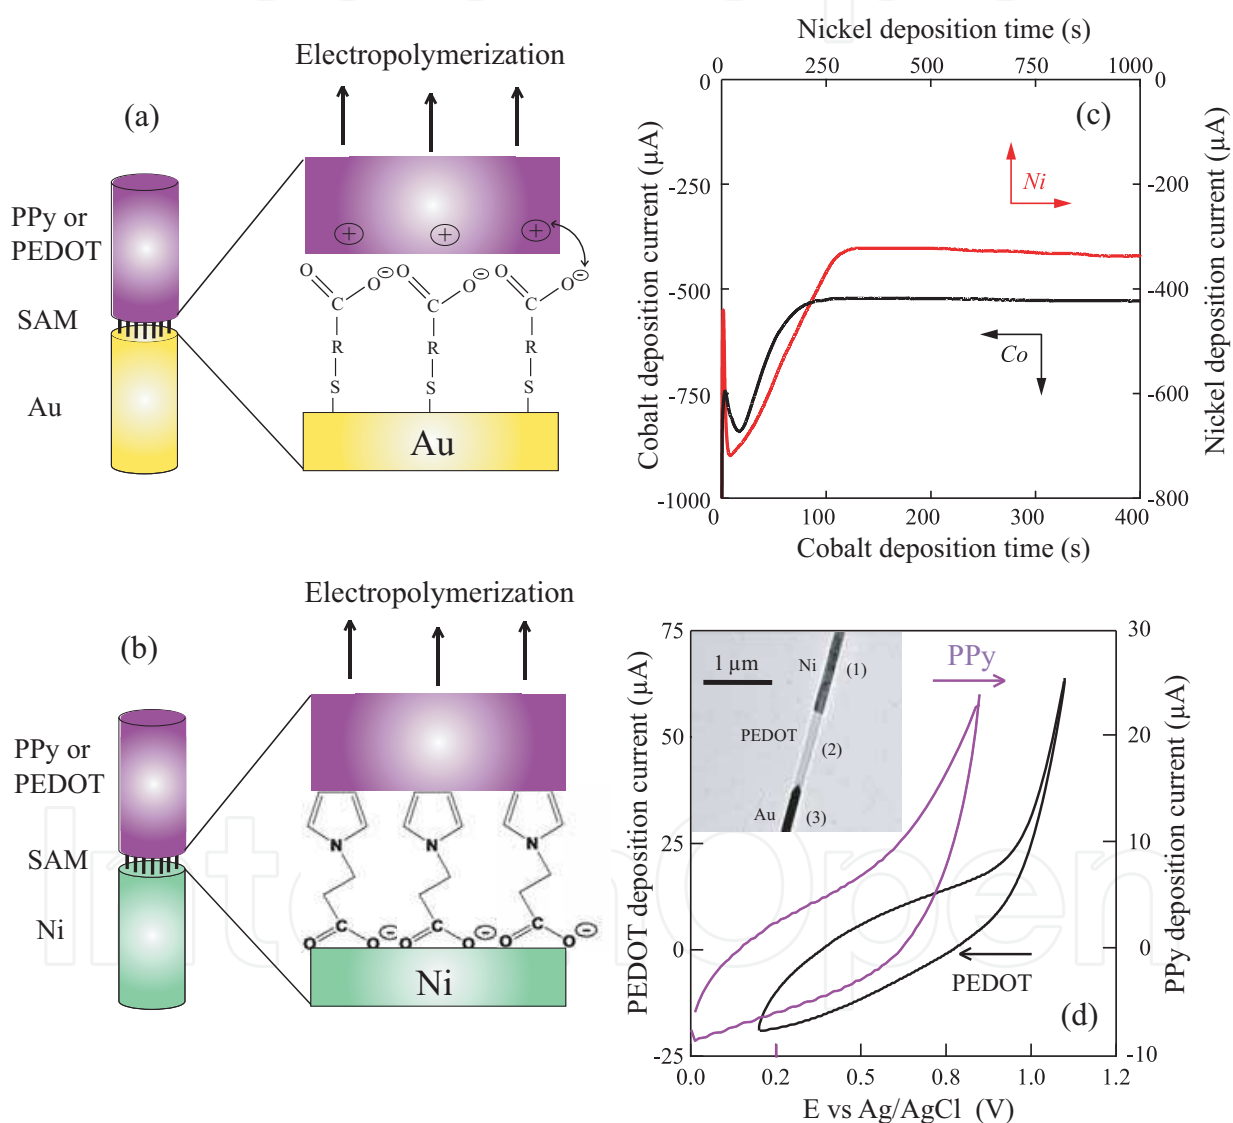 (a)
Electropolymerization
PPy or
PEDOT
SAM
Au
+ + +
O O⊖ O O⊖ O O⊖
C C C
R R R
S S S
Au
(b)
Electropolymerization
PPy or
PEDOT
SAM
Ni
N N N
C C C
O O⊖ O O⊖ O O⊖
Ni
Nickel deposition time (s)
0 250 500 750 1000
(c)
Cobalt deposition current (µA)
0
-250
-500
-750
-1000
Nickel deposition current (µA)
0
-200
-400
-600
-800
Ni
Co
0 100 200 300 400
Cobalt deposition time (s)
PEDOT deposition current (µA)
75
50
25
0
-25
PPy deposition current (µA)
30
20
10
0
-10
1 µm
Ni (1)
PEDOT (2)
Au (3)
PPy
PEDOT
(d)
0.0 0.2 0.5 0.8 1.0 1.2
E vs Ag/AgCl (V)
IntechOpen